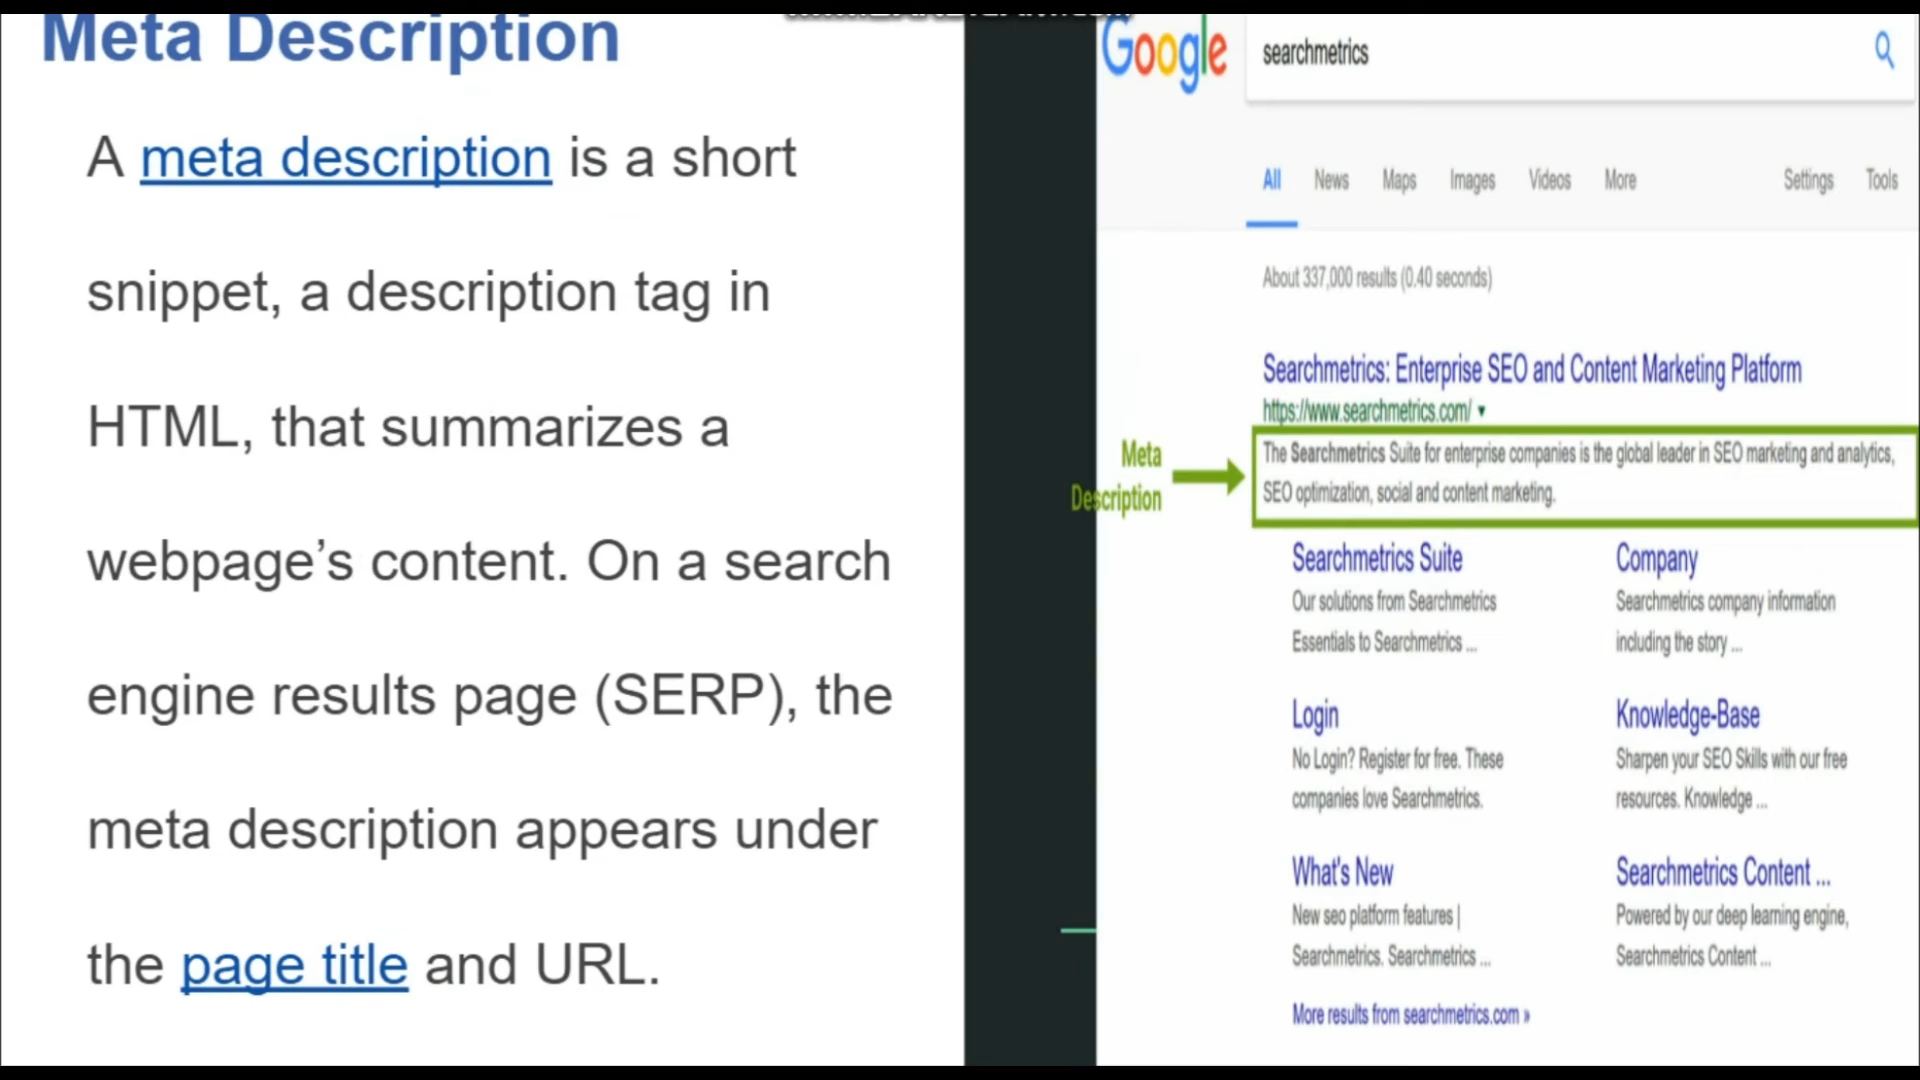 Meta Description
A meta description is a short
snippet, a description tag in
HTML, that summarizes a
webpage’s content. On a search
engine results page (SERP), the
meta description appears under
the page title and URL.
Google
searchmetrics
All News Maps Images Videos More Settings Tools
About 337,000 results (0.40 seconds)
Searchmetrics: Enterprise SEO and Content Marketing Platform
https://www.searchmetrics.com/
Meta
Description
The Searchmetrics Suite for enterprise companies is the global leader in SEO marketing and analytics,
SEO optimization, social and content marketing.
Searchmetrics Suite
Our solutions from Searchmetrics
Essentials to Searchmetrics ...
Company
Searchmetrics company information
including the story ...
Login
No Login? Register for free. These
companies love Searchmetrics.
Knowledge-Base
Sharpen your SEO Skills with our free
resources. Knowledge ...
What's New
New seo platform features |
Searchmetrics. Searchmetrics ...
Searchmetrics Content ...
Powered by our deep learning engine,
Searchmetrics Content ...
More results from searchmetrics.com »